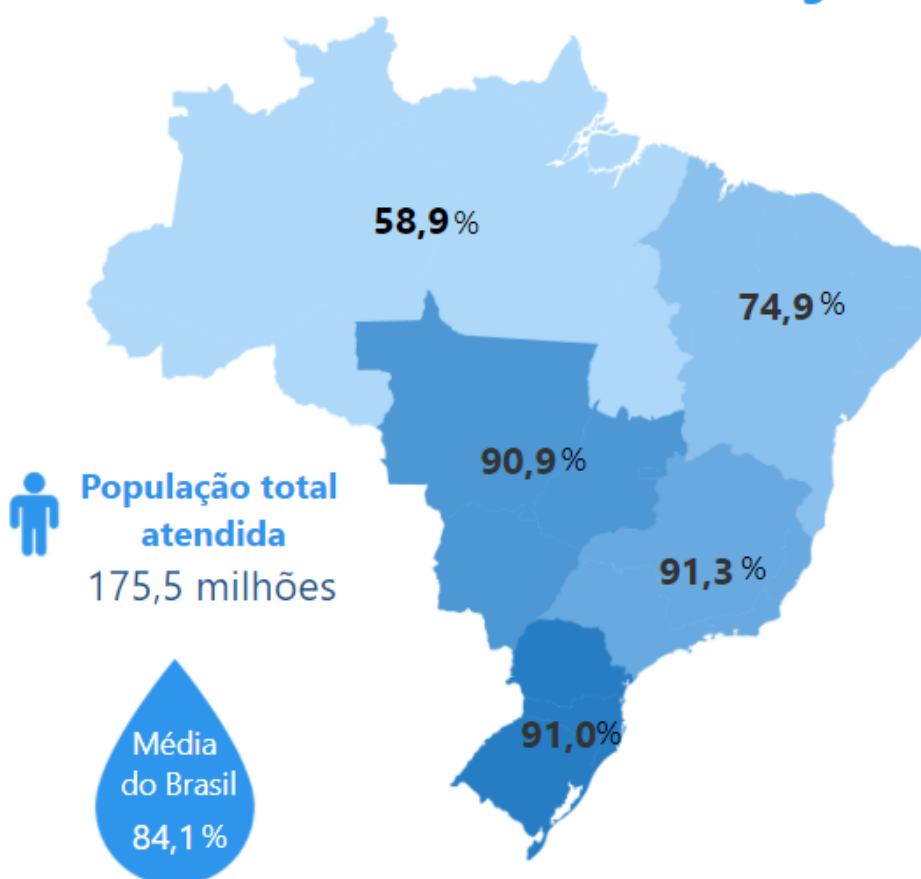 58,9%
74,9%
90,9%
População total
atendida
175,5 milhões
91,3%
91,0%
Média
do Brasil
84,1%